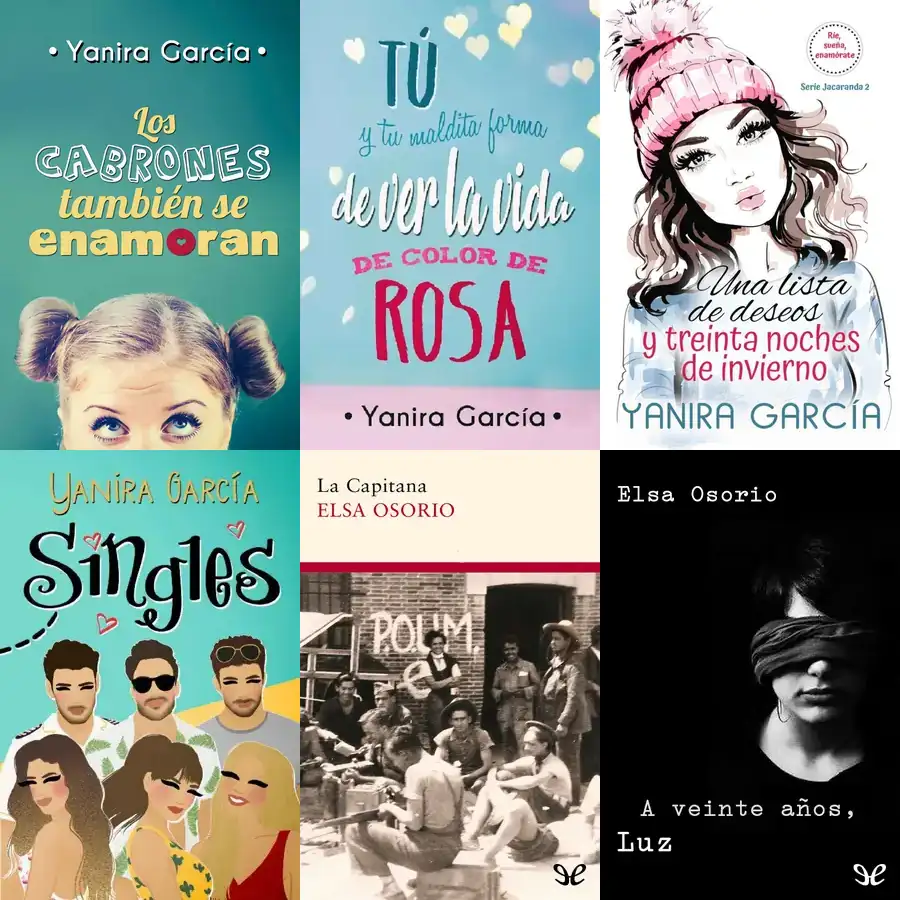 • Yanira García •
Los
CABRONES
también se
enamoran
TÚ
y tu maldita forma
de ver la vida
DE COLOR DE
ROSA
• Yanira García •
Ríe,
sueña,
enamórate
Serie Jacaranda 2
Una lista
de deseos
y treinta noches
de invierno
YANIRA GARCÍA
YANIRA GARCÍA
Singles
La Capitana
ELSA OSORIO
P.O.U.M.
Elsa Osorio
A veinte años,
Luz